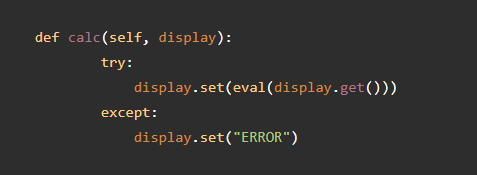 def calc(self, display):
try:
display.set(eval(display.get()))
except:
display.set("ERROR")